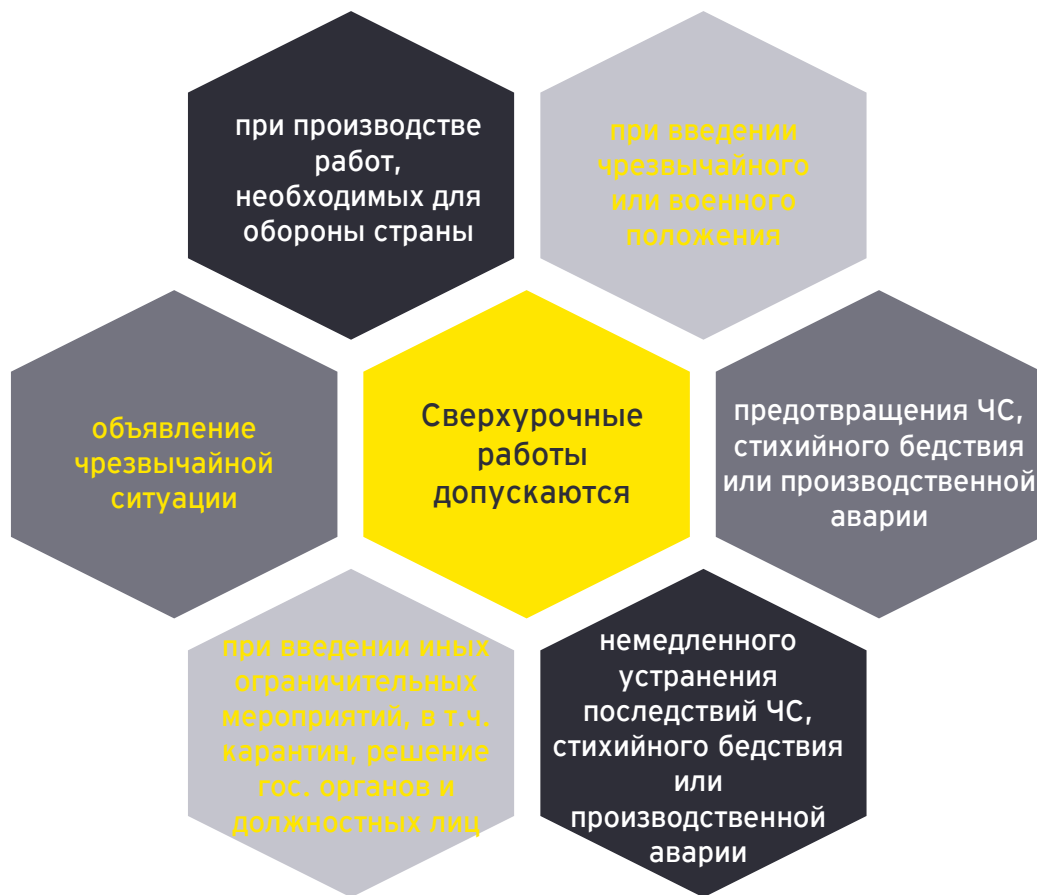 при производстве
работ,
необходимых для
обороны страны
при введении
чрезвычайного
или военного
положения
объявление
чрезвычайной
ситуации
Сверхурочные
работы
допускаются
предотвращения ЧС,
стихийного бедствия
или производственной
аварии
при введении иных
ограничительных
мероприятий, в т.ч.
карантин, решение
гос. органов и
должностных лиц
немедленного
устранения
последствий ЧС,
стихийного бедствия
или
производственной
аварии